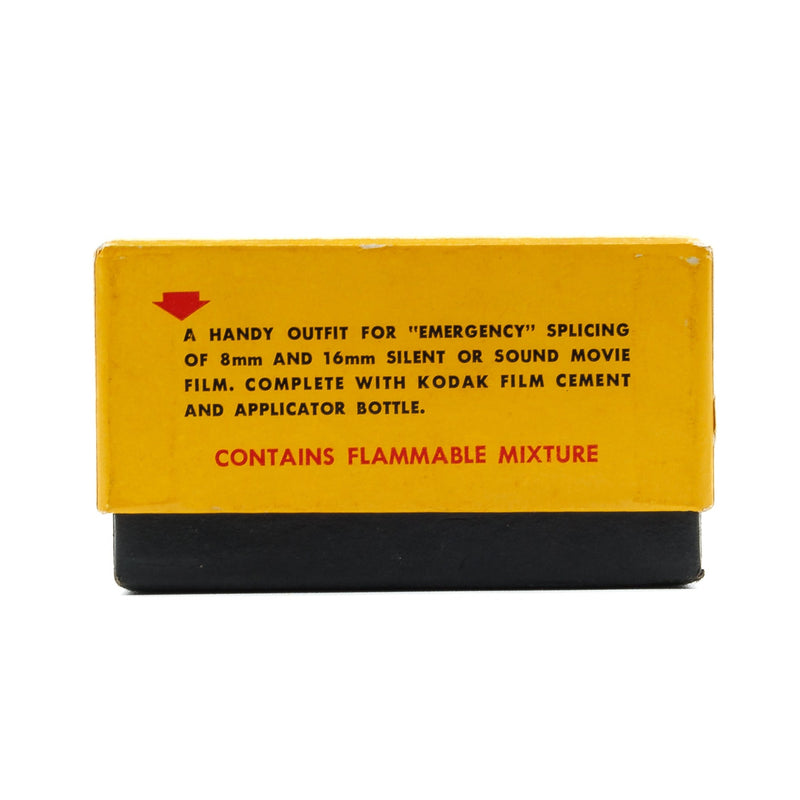 A HANDY OUTFIT FOR "EMERGENCY" SPLICING
OF 8mm AND 16mm SILENT OR SOUND MOVIE
FILM. COMPLETE WITH KODAK FILM CEMENT
AND APPLICATOR BOTTLE.
CONTAINS FLAMMABLE MIXTURE